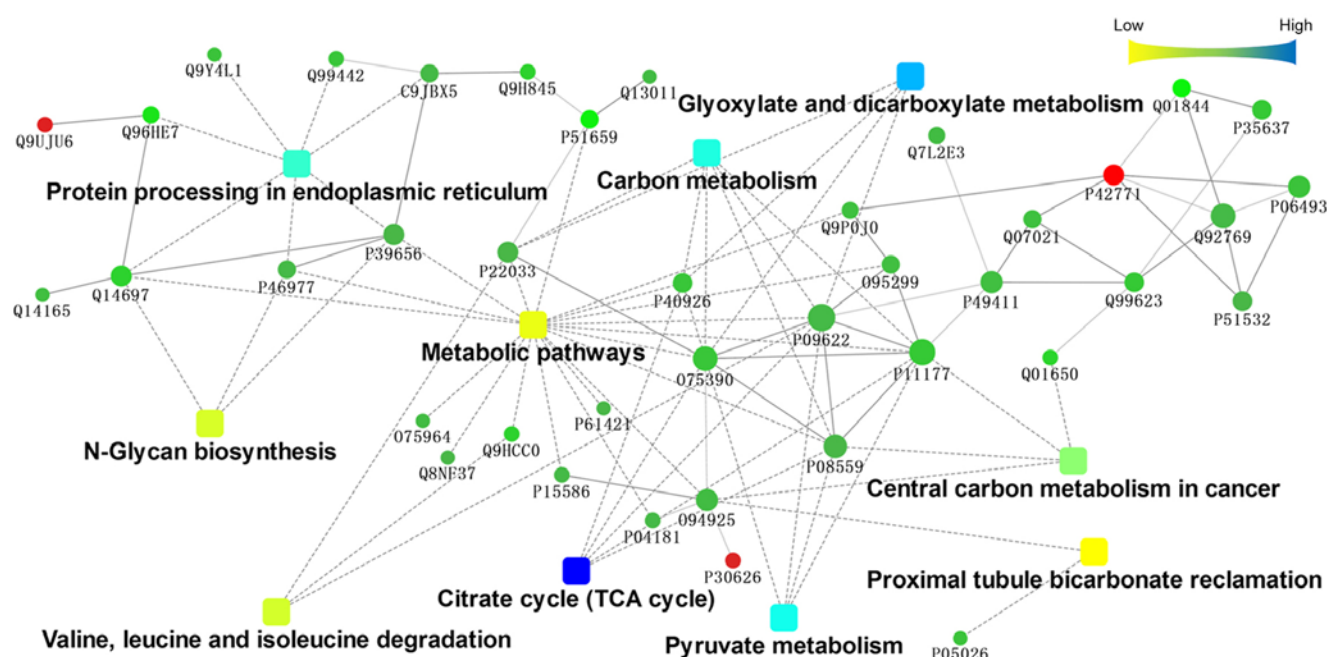 Low High
Q9Y4L1
Q99442
C9JBX5
Q9H845
Q13011
Glyoxylate and dicarboxylate metabolism
Q01844
P35637
Q9UJU6
Q96HE7
P51659
Q7L2E3
Protein processing in endoplasmic reticulum
Carbon metabolism
P42771
P06493
P39656
P22033
Q9P0J0
Q07021
Q92769
Q14165
Q14697
P46977
P40926
O95299
P49411
Q99623
P51532
Metabolic pathways
P09622
O75390
P11177
Q01650
N-Glycan biosynthesis
O75964
Q8NF37
Q9HCC0
P61421
P15586
P08559
Central carbon metabolism in cancer
P04181
O94925
P30626
Proximal tubule bicarbonate reclamation
Citrate cycle (TCA cycle)
Valine, leucine and isoleucine degradation
Pyruvate metabolism
P05026